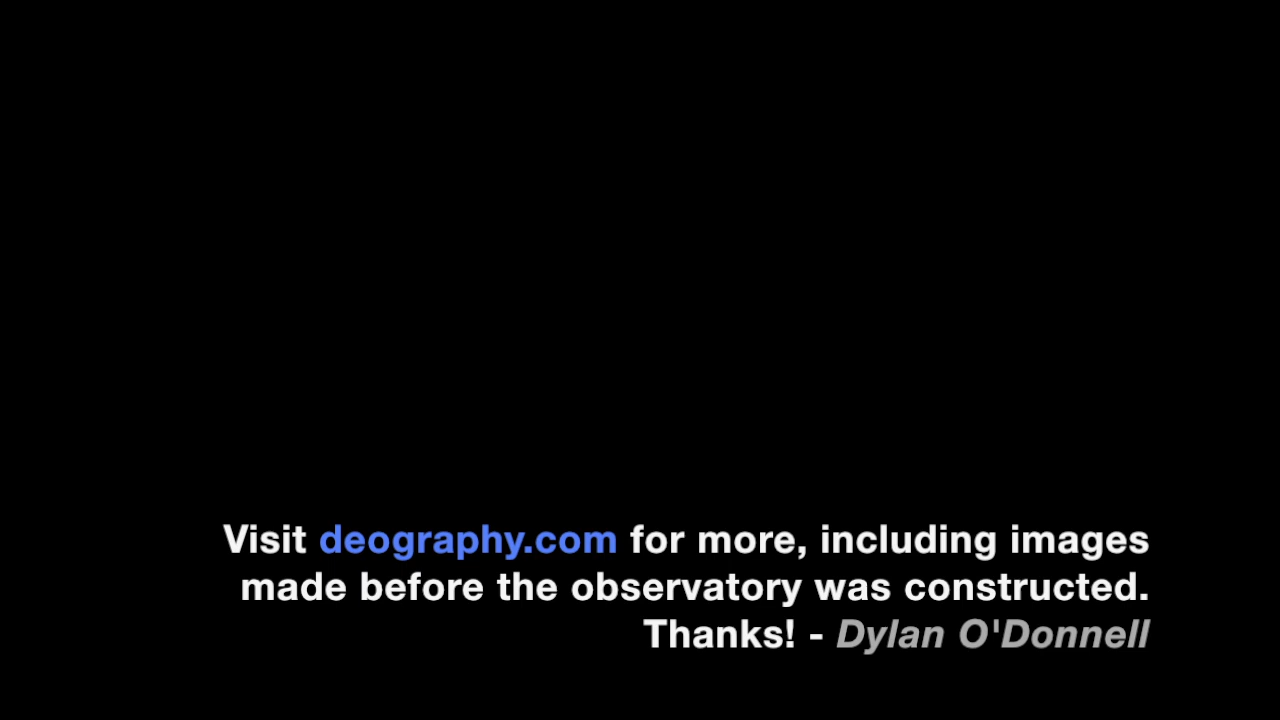 Visit deography.com for more, including images
made before the observatory was constructed.
Thanks! - Dylan O'Donnell